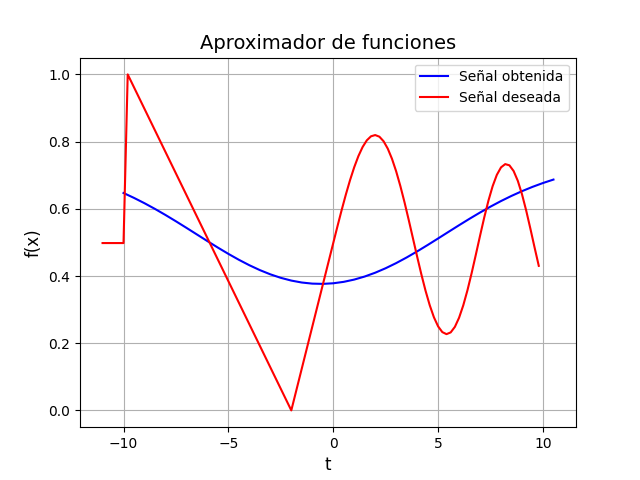 Aproximador de funciones
Señal obtenida
Señal deseada
1.0
0.8
0.6
0.4
0.2
0.0
f(x)
−10
−5
0
5
10
t